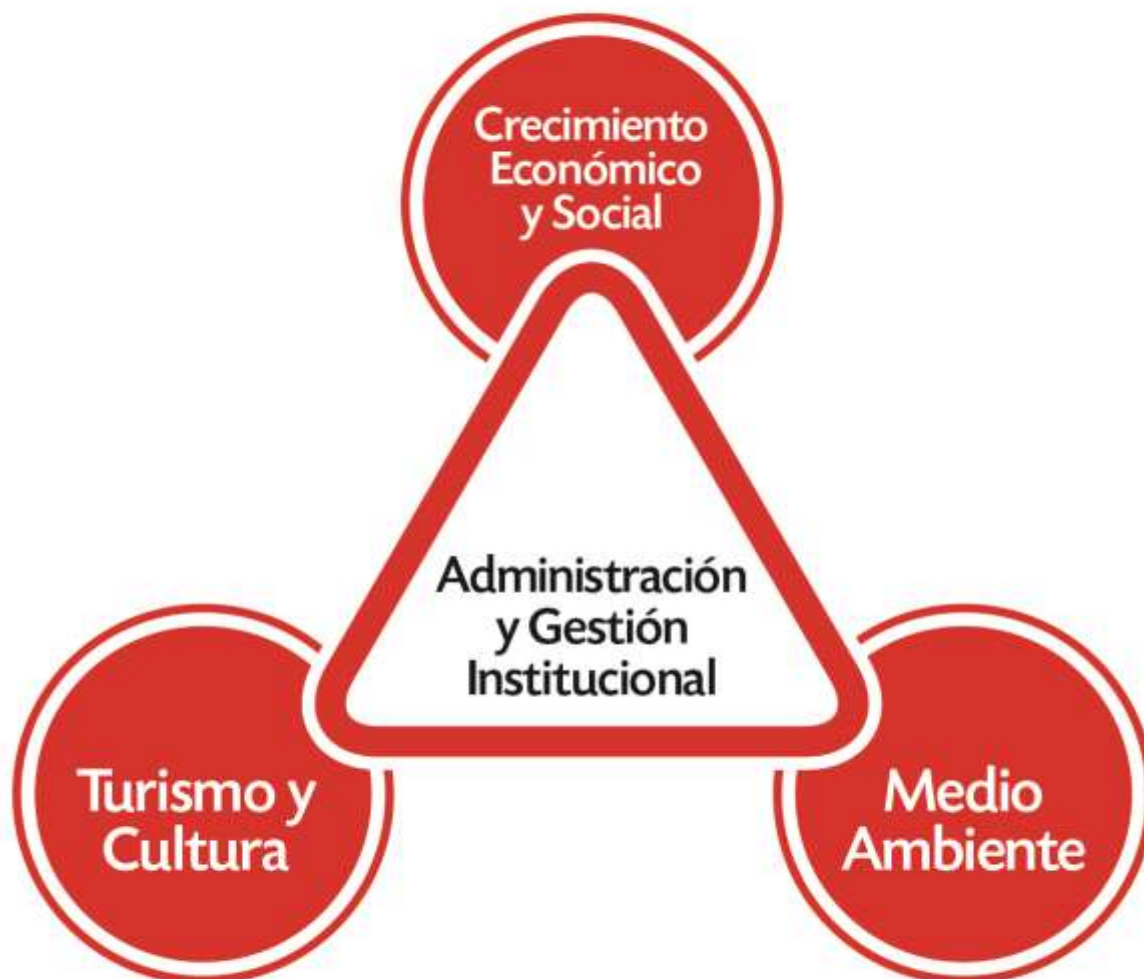 Crecimiento
Económico
y Social
Administración
y Gestión
Institucional
Turismo y
Cultura
Medio
Ambiente